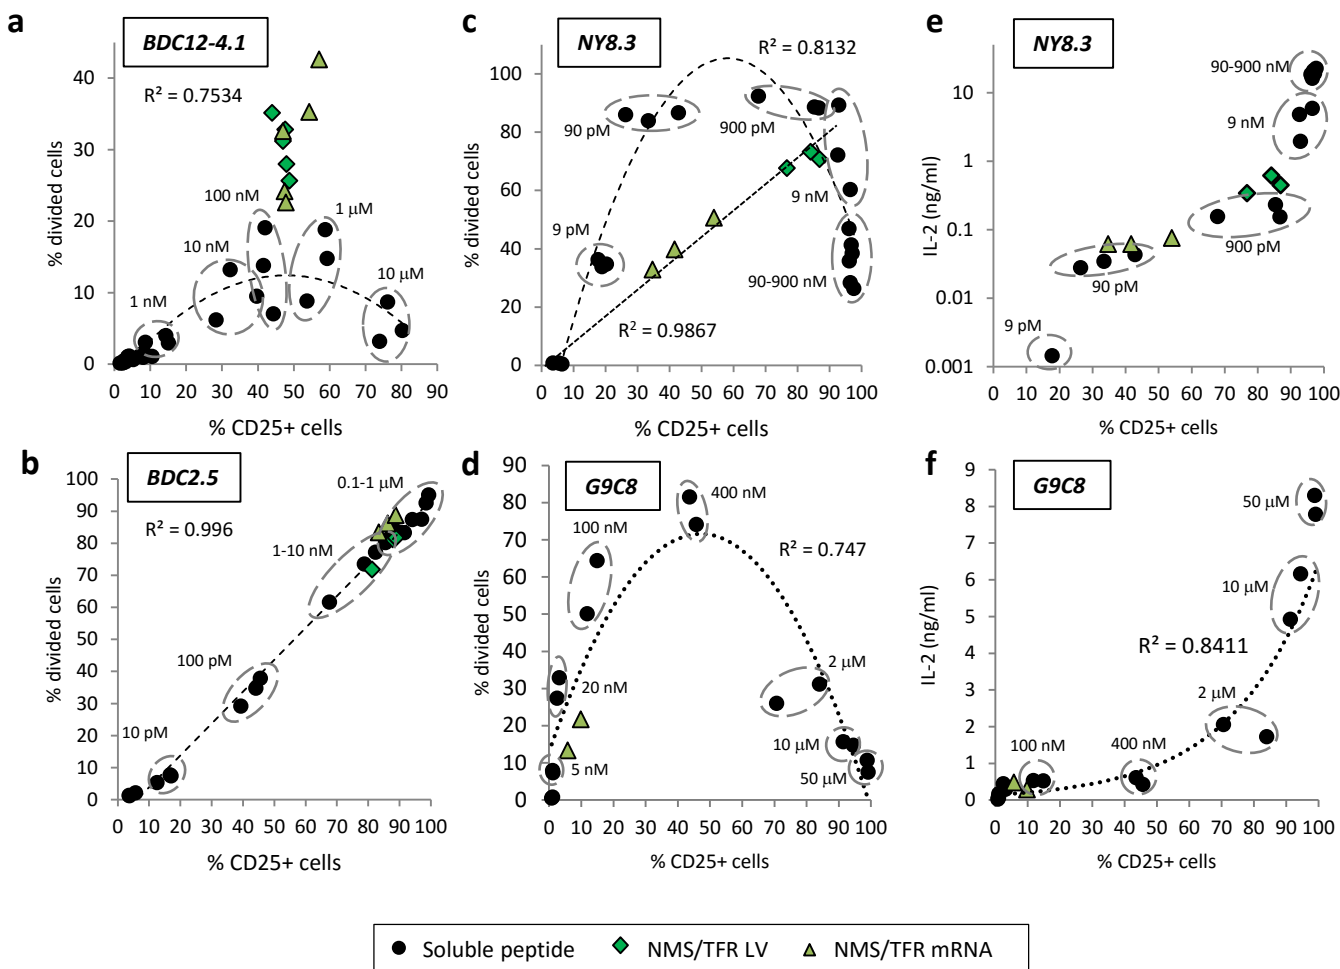 a
BDC12-4.1
R² = 0.7534
% divided cells
40
30
20
10
0
100 nM
10 nM
1 nM
1 µM
10 µM
0 10 20 30 40 50 60 70 80 90
% CD25+ cells
b
BDC2.5
R² = 0.996
% divided cells
100
90
80
70
60
50
40
30
20
10
0
0.1-1 µM
1-10 nM
100 pM
10 pM
0 10 20 30 40 50 60 70 80 90 100
% CD25+ cells
c
NY8.3
R² = 0.8132
% divided cells
100
80
60
40
20
0
90 pM
900 pM
9 nM
9 pM
90-900 nM
R² = 0.9867
0 10 20 30 40 50 60 70 80 90 100
% CD25+ cells
d
G9C8
R² = 0.747
% divided cells
90
80
70
60
50
40
30
20
10
0
400 nM
100 nM
20 nM
5 nM
2 µM
10 µM
50 µM
0 10 20 30 40 50 60 70 80 90 100
% CD25+ cells
e
NY8.3
IL-2 (ng/ml)
10
1
0.1
0.01
0.001
90-900 nM
9 nM
900 pM
90 pM
9 pM
0 10 20 30 40 50 60 70 80 90 100
% CD25+ cells
f
G9C8
IL-2 (ng/ml)
9
8
7
6
5
4
3
2
1
0
50 µM
10 µM
R² = 0.8411
2 µM
100 nM
400 nM
0 10 20 30 40 50 60 70 80 90 100
% CD25+ cells
Soluble peptide NMS/TFR LV NMS/TFR mRNA